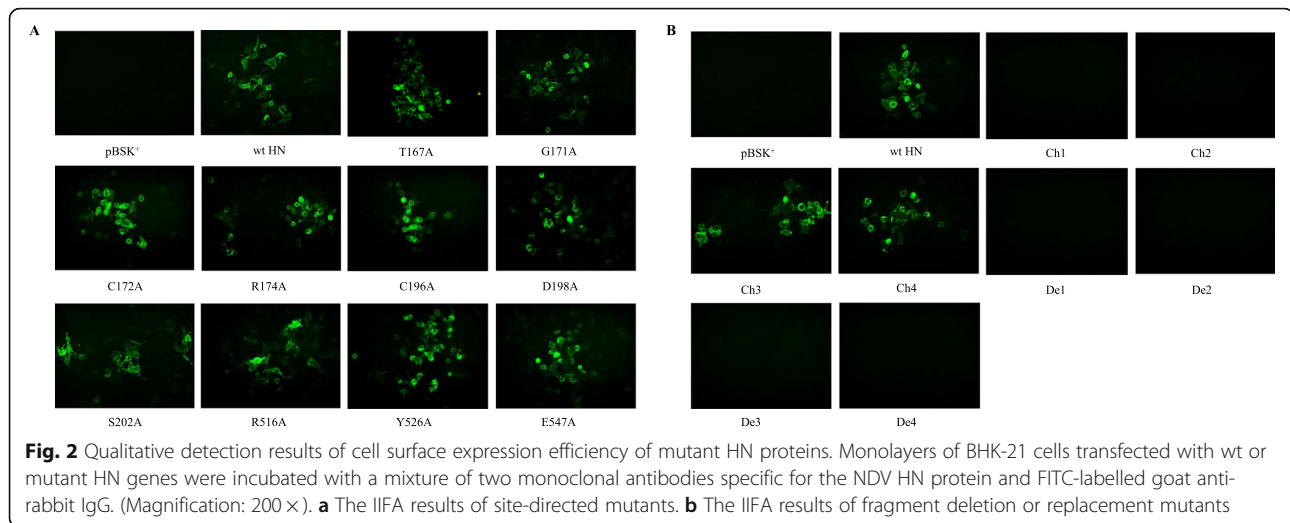 A
B
pBSK+
wt HN
T167A
G171A
pBSK+
wt HN
Ch1
Ch2
C172A
R174A
C196A
D198A
Ch3
Ch4
De1
De2
S202A
R516A
Y526A
E547A
De3
De4
Fig. 2 Qualitative detection results of cell surface expression efficiency of mutant HN proteins. Monolayers of BHK-21 cells transfected with wt or
mutant HN genes were incubated with a mixture of two monoclonal antibodies specific for the NDV HN protein and FITC-labelled goat anti-
rabbit IgG. (Magnification: 200 ×). a The IIFA results of site-directed mutants. b The IIFA results of fragment deletion or replacement mutants